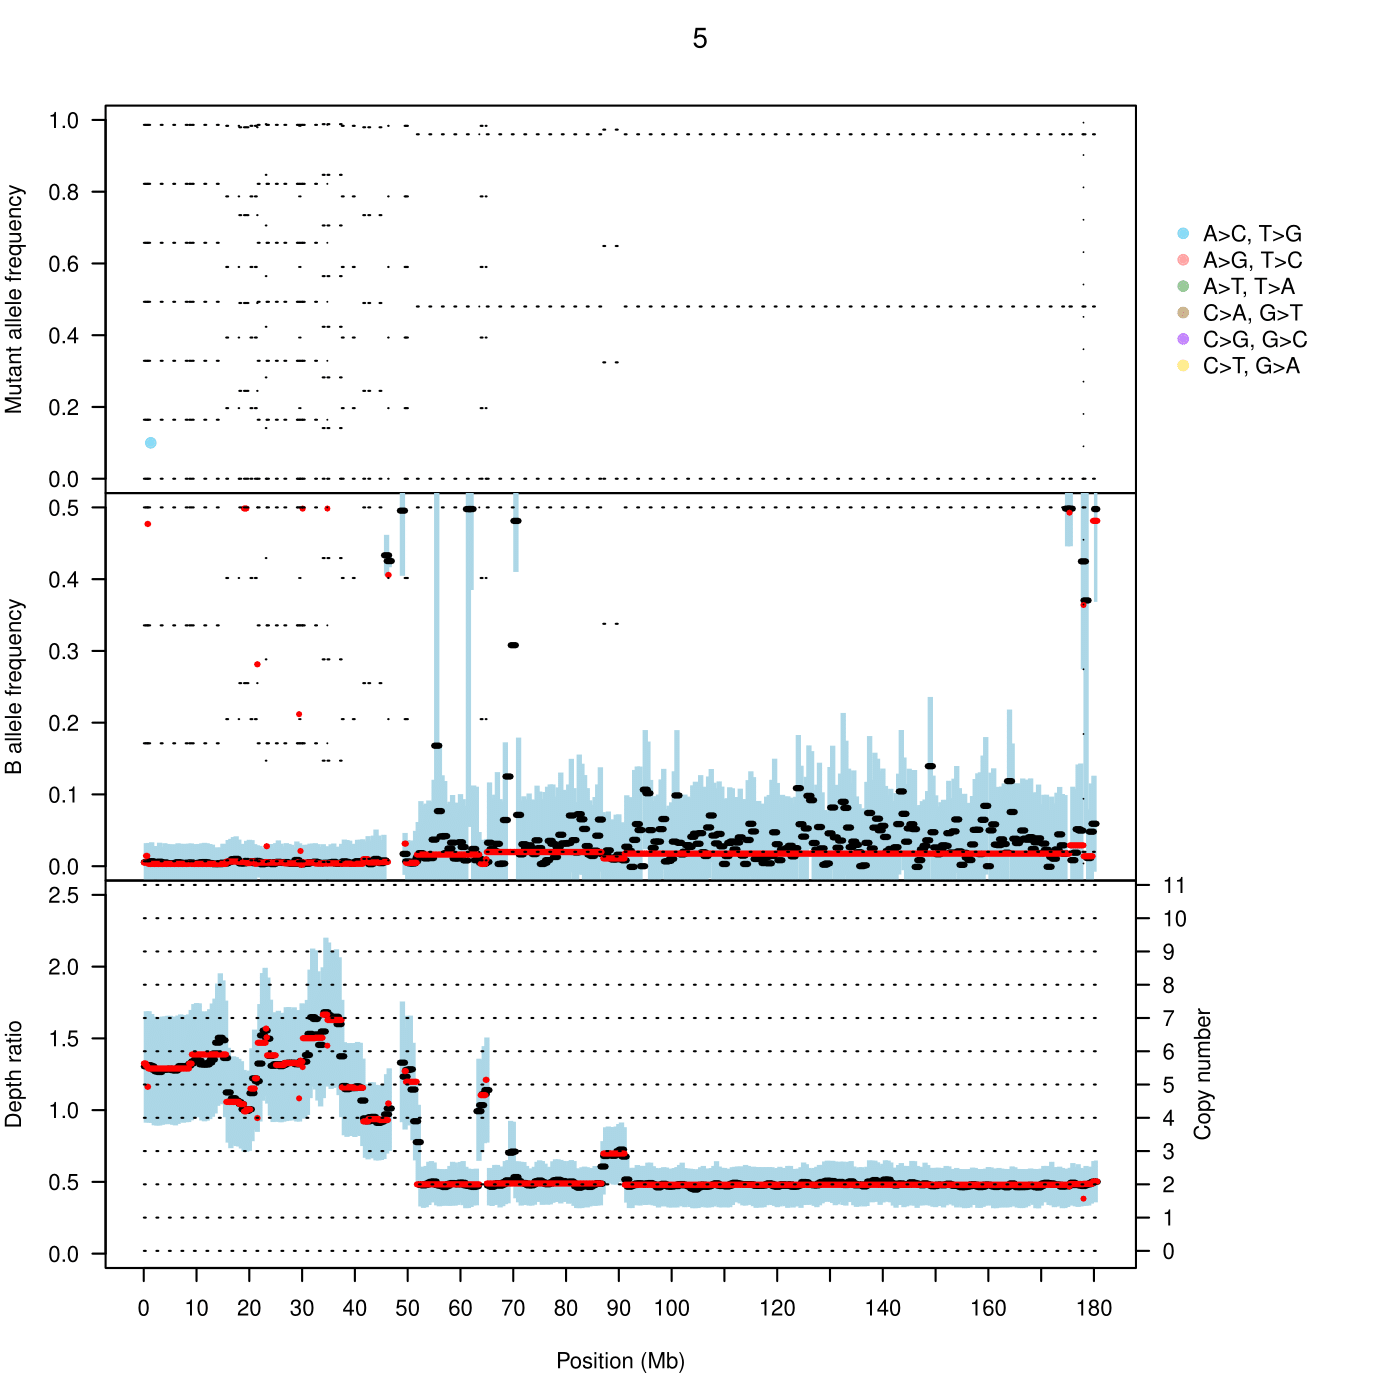 5
Mutant allele frequency
1.0
0.8
0.6
0.4
0.2
0.0
A>C, T>G
A>G, T>C
A>T, T>A
C>A, G>T
C>G, G>C
C>T, G>A
B allele frequency
0.5
0.4
0.3
0.2
0.1
0.0
Depth ratio
2.5
2.0
1.5
1.0
0.5
0.0
11
10
9
8
7
6
5
4
3
2
1
0
Copy number
0 10 20 30 40 50 60 70 80 90 100 120 140 160 180
Position (Mb)